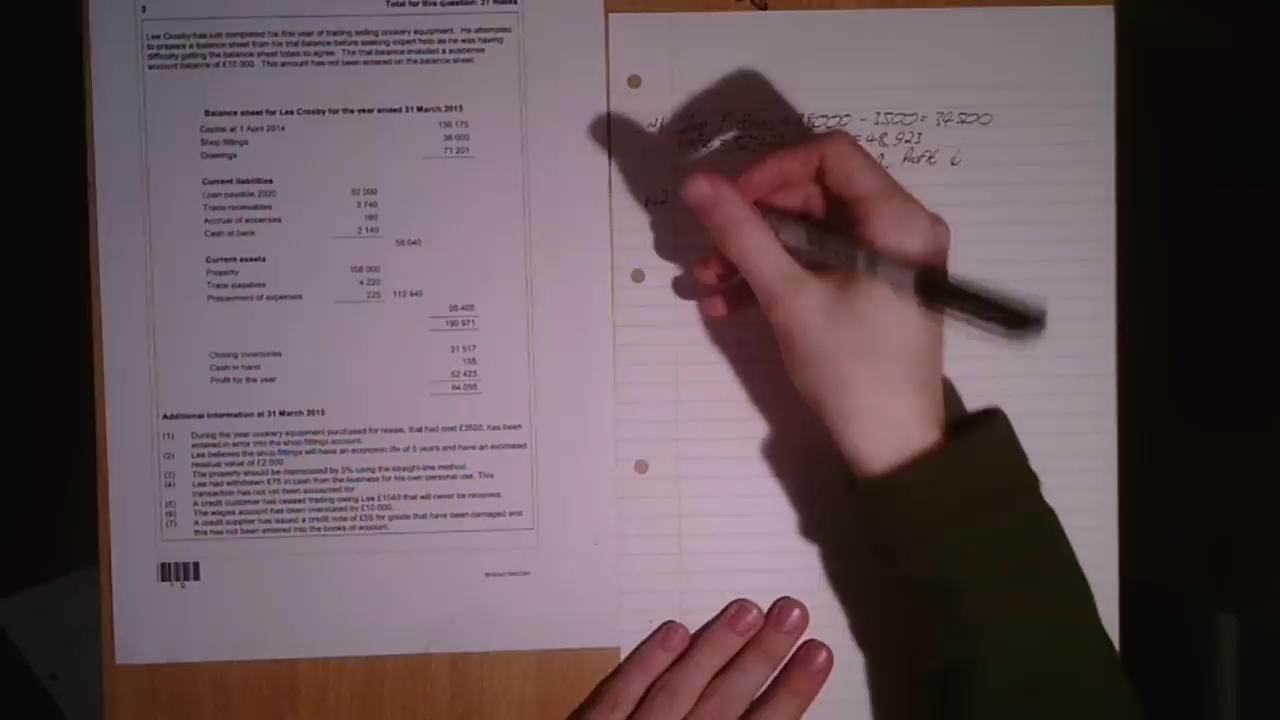 3
Total for this question: 27 marks
Lee Crosby has just completed his first year of trading selling cookery equipment. He attempted
to prepare a balance sheet from his trial balance before seeking expert help as he was having
difficulty getting the balance sheet totals to agree. The trial balance included a suspense
account balance of £10 000. This amount has not been entered on the balance sheet.
Balance sheet for Lee Crosby for the year ended 31 March 2015
Capital at 1 April 2014 136 175
Shop fittings 38 000
Drawings 71 201
Current liabilities
Loan payable 2020 52 000
Trade receivables 3 740
Accrual of expenses 160
Cash at bank 2 140
58 040
Current assets
Property 108 000
Trade payables 4 220
Prepayment of expenses 225 112 445
190 971
Closing inventories 31 517
Cash in hand 155
Profit for the year 52 423
84 095
Additional information at 31 March 2015
(1) During the year cookery equipment purchased for resale, that had cost £3500, has been
entered in error into the shop fittings account.
(2) Lee believes the shop fittings will have an economic life of 5 years and have an estimated
residual value of £2 000.
(3) The property should be depreciated by 3% using the straight-line method.
(4) Lee had withdrawn £75 in cash from the business for his own personal use. This
transaction has not yet been accounted for.
(5) A credit customer has ceased trading owing Lee £1040 that will never be received.
(6) The wages account has been overstated by £10 000.
(7) A credit supplier has issued a credit note of £55 for goods that have been damaged and
this has not been entered into the books of account.
W1 Shop 8000 - 3500 = 34500
= 48,923
Profit ↓
W2